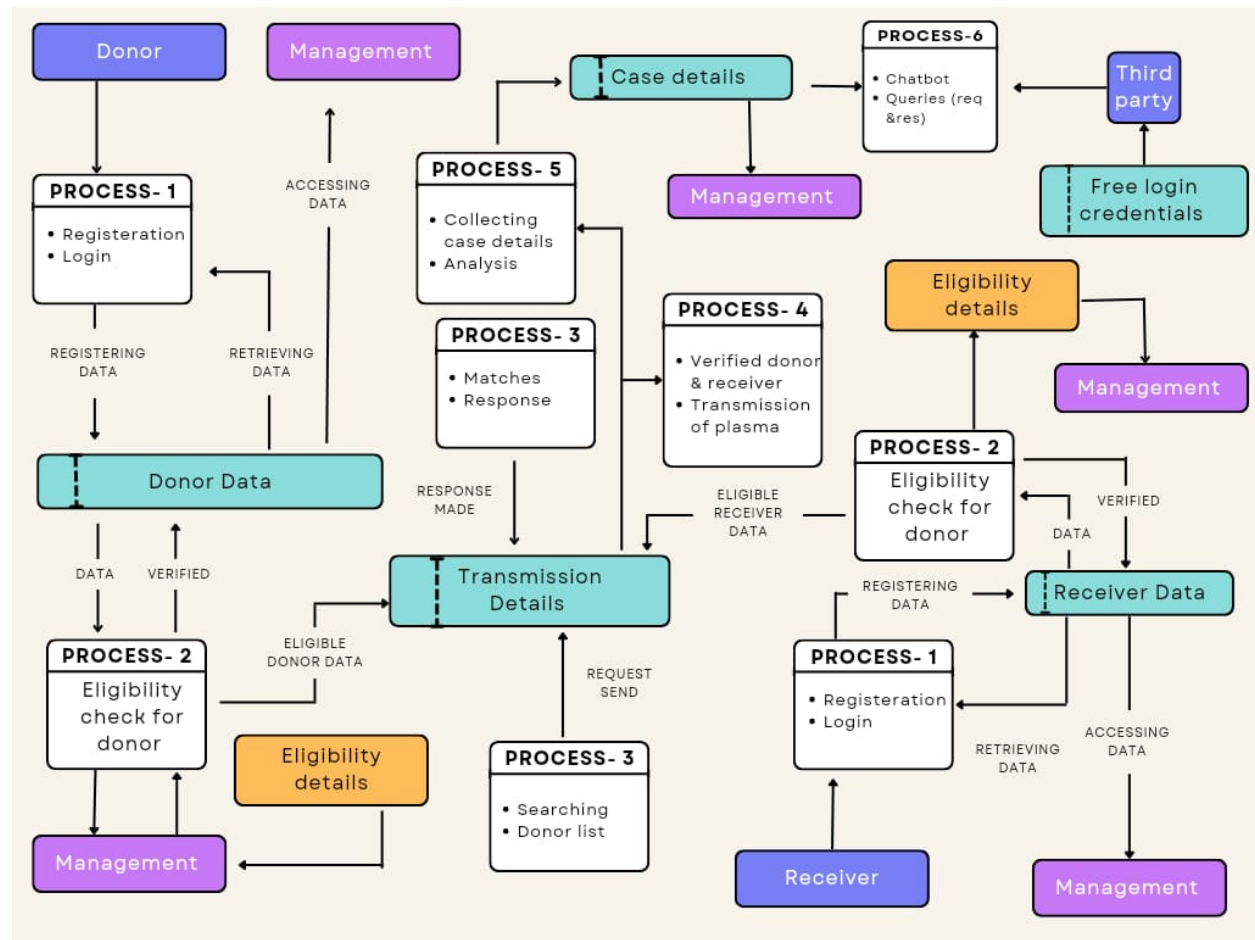 Donor
Management
PROCESS- 1
Registeration
Login
ACCESSING
DATA
REGISTERING
DATA
RETRIEVING
DATA
Donor Data
DATA
VERIFIED
PROCESS- 2
Eligibility
check for
donor
ELIGIBLE
DONOR DATA
Eligibility
details
Management
Case details
PROCESS-6
Chatbot
Queries (req
&res)
Third
party
Free login
credentials
Management
PROCESS- 5
Collecting
case details
Analysis
PROCESS- 3
Matches
Response
PROCESS- 4
Verified donor
& receiver
Transmission
of plasma
RESPONSE
MADE
Transmission
Details
REQUEST
SEND
PROCESS- 3
Searching
Donor list
Eligibility
details
Management
PROCESS- 2
Eligibility
check for
donor
ELIGIBLE
RECEIVER
DATA
VERIFIED
DATA
Receiver Data
REGISTERING
DATA
PROCESS- 1
Registeration
Login
RETRIEVING
DATA
ACCESSING
DATA
Receiver
Management